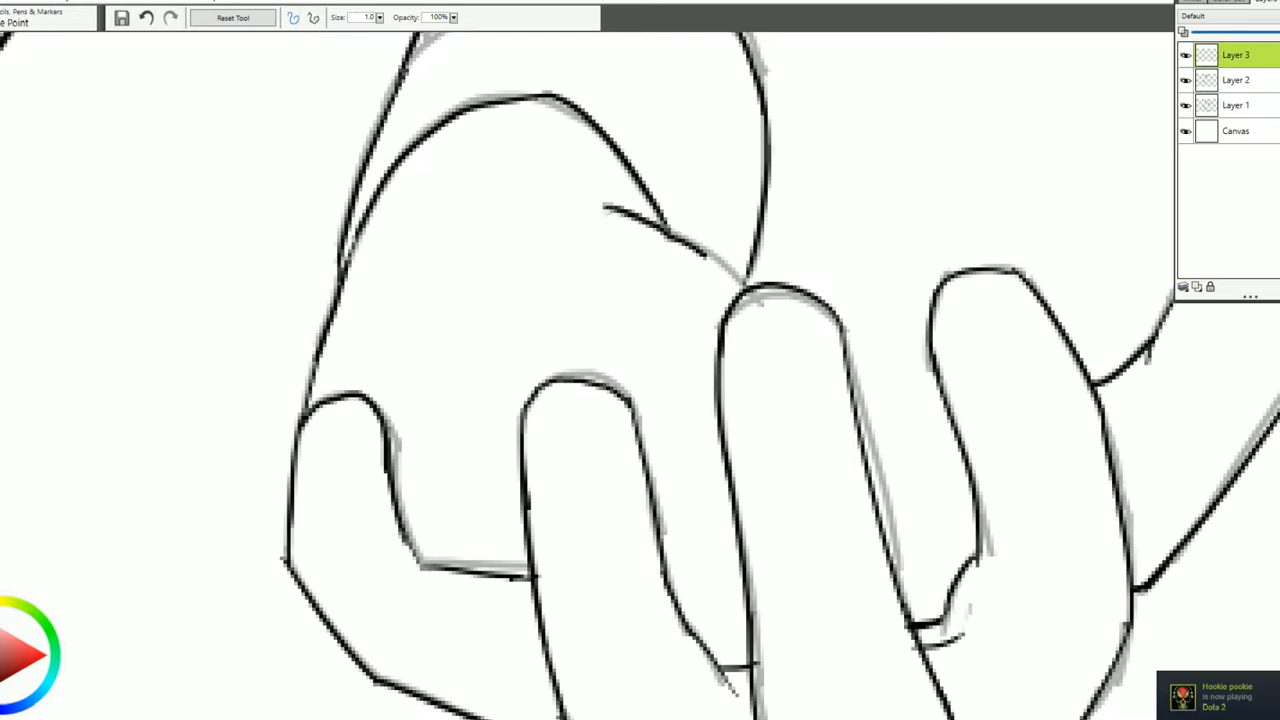 cils, Pens & Markers
e Point
Reset Tool
Size: 1.0
Opacity: 100%
Default
Layer 3
Layer 2
Layer 1
Canvas
Hookie pookie
is now playing
Dota 2